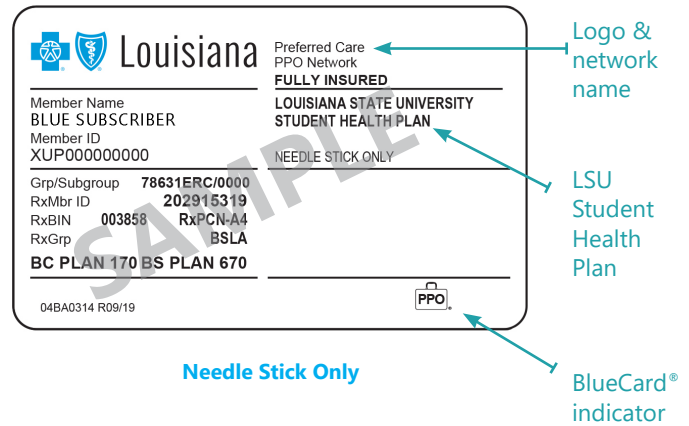 Louisiana
Preferred Care
PPO Network
FULLY INSURED
Member Name
BLUE SUBSCRIBER
Member ID
XUP000000000
LOUISIANA STATE UNIVERSITY
STUDENT HEALTH PLAN
NEEDLE STICK ONLY
Grp/Subgroup 78631ERC/0000
RxMbr ID 202915319
RxBIN 003858 RxPCN-A4
RxGrp BSLA
BC PLAN 170 BS PLAN 670
04BA0314 R09/19
PPO®
SAMPLE
Logo &
network
name
LSU
Student
Health
Plan
BlueCard®
indicator
Needle Stick Only